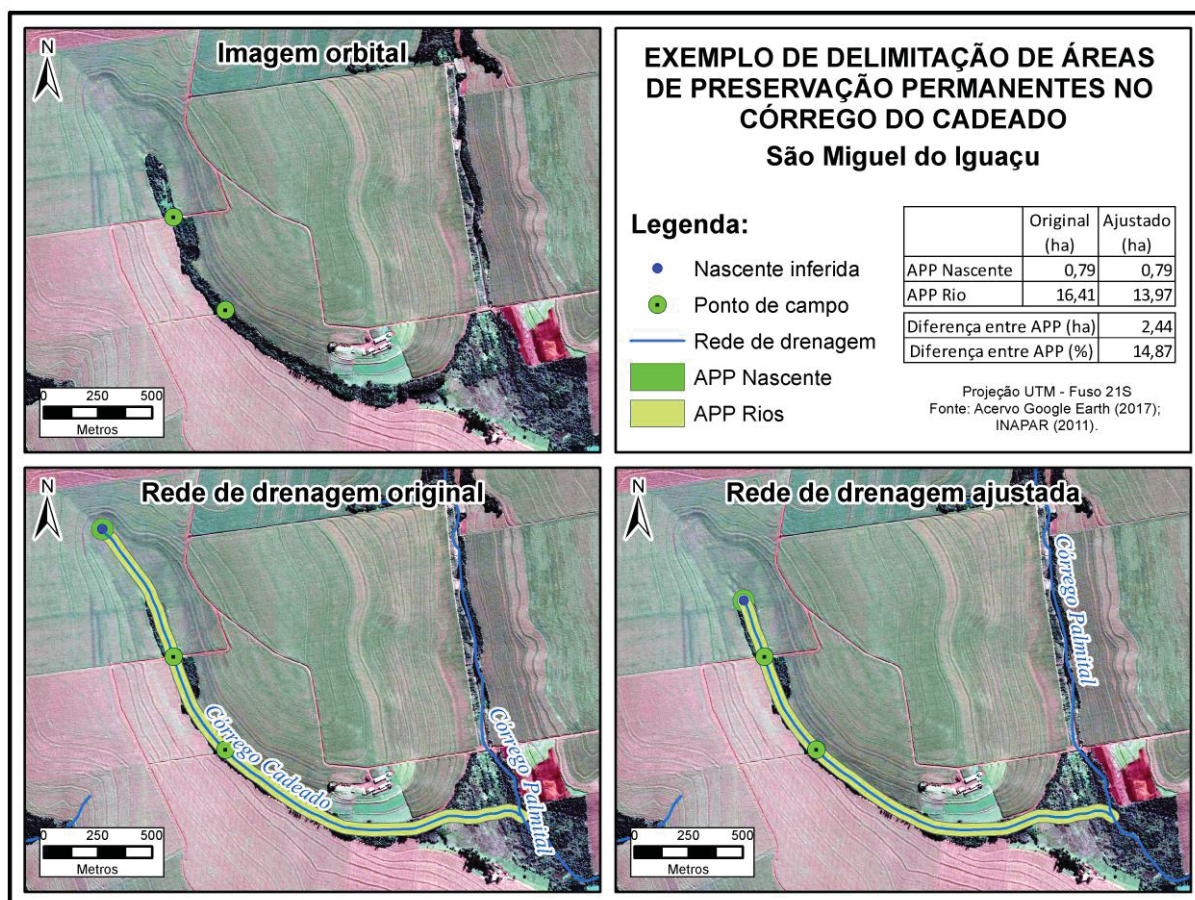 N
Imagem orbital
0 250 500
Metros
EXEMPLO DE DELIMITAÇÃO DE ÁREAS
DE PRESERVAÇÃO PERMANENTES NO
CÓRREGO DO CADEADO
São Miguel do Iguaçu
Legenda:
Nascente inferida
Ponto de campo
Rede de drenagem
APP Nascente
APP Rios
Original Ajustado
(ha) (ha)
APP Nascente 0,79 0,79
APP Rio 16,41 13,97
Diferença entre APP (ha) 2,44
Diferença entre APP (%) 14,87
Projeção UTM - Fuso 21S
Fonte: Acervo Google Earth (2017);
INAPAR (2011).
N
Rede de drenagem original
Córrego Cadeado
Córrego Palmital
0 250 500
Metros
N
Rede de drenagem ajustada
Córrego Palmital
0 250 500
Metros